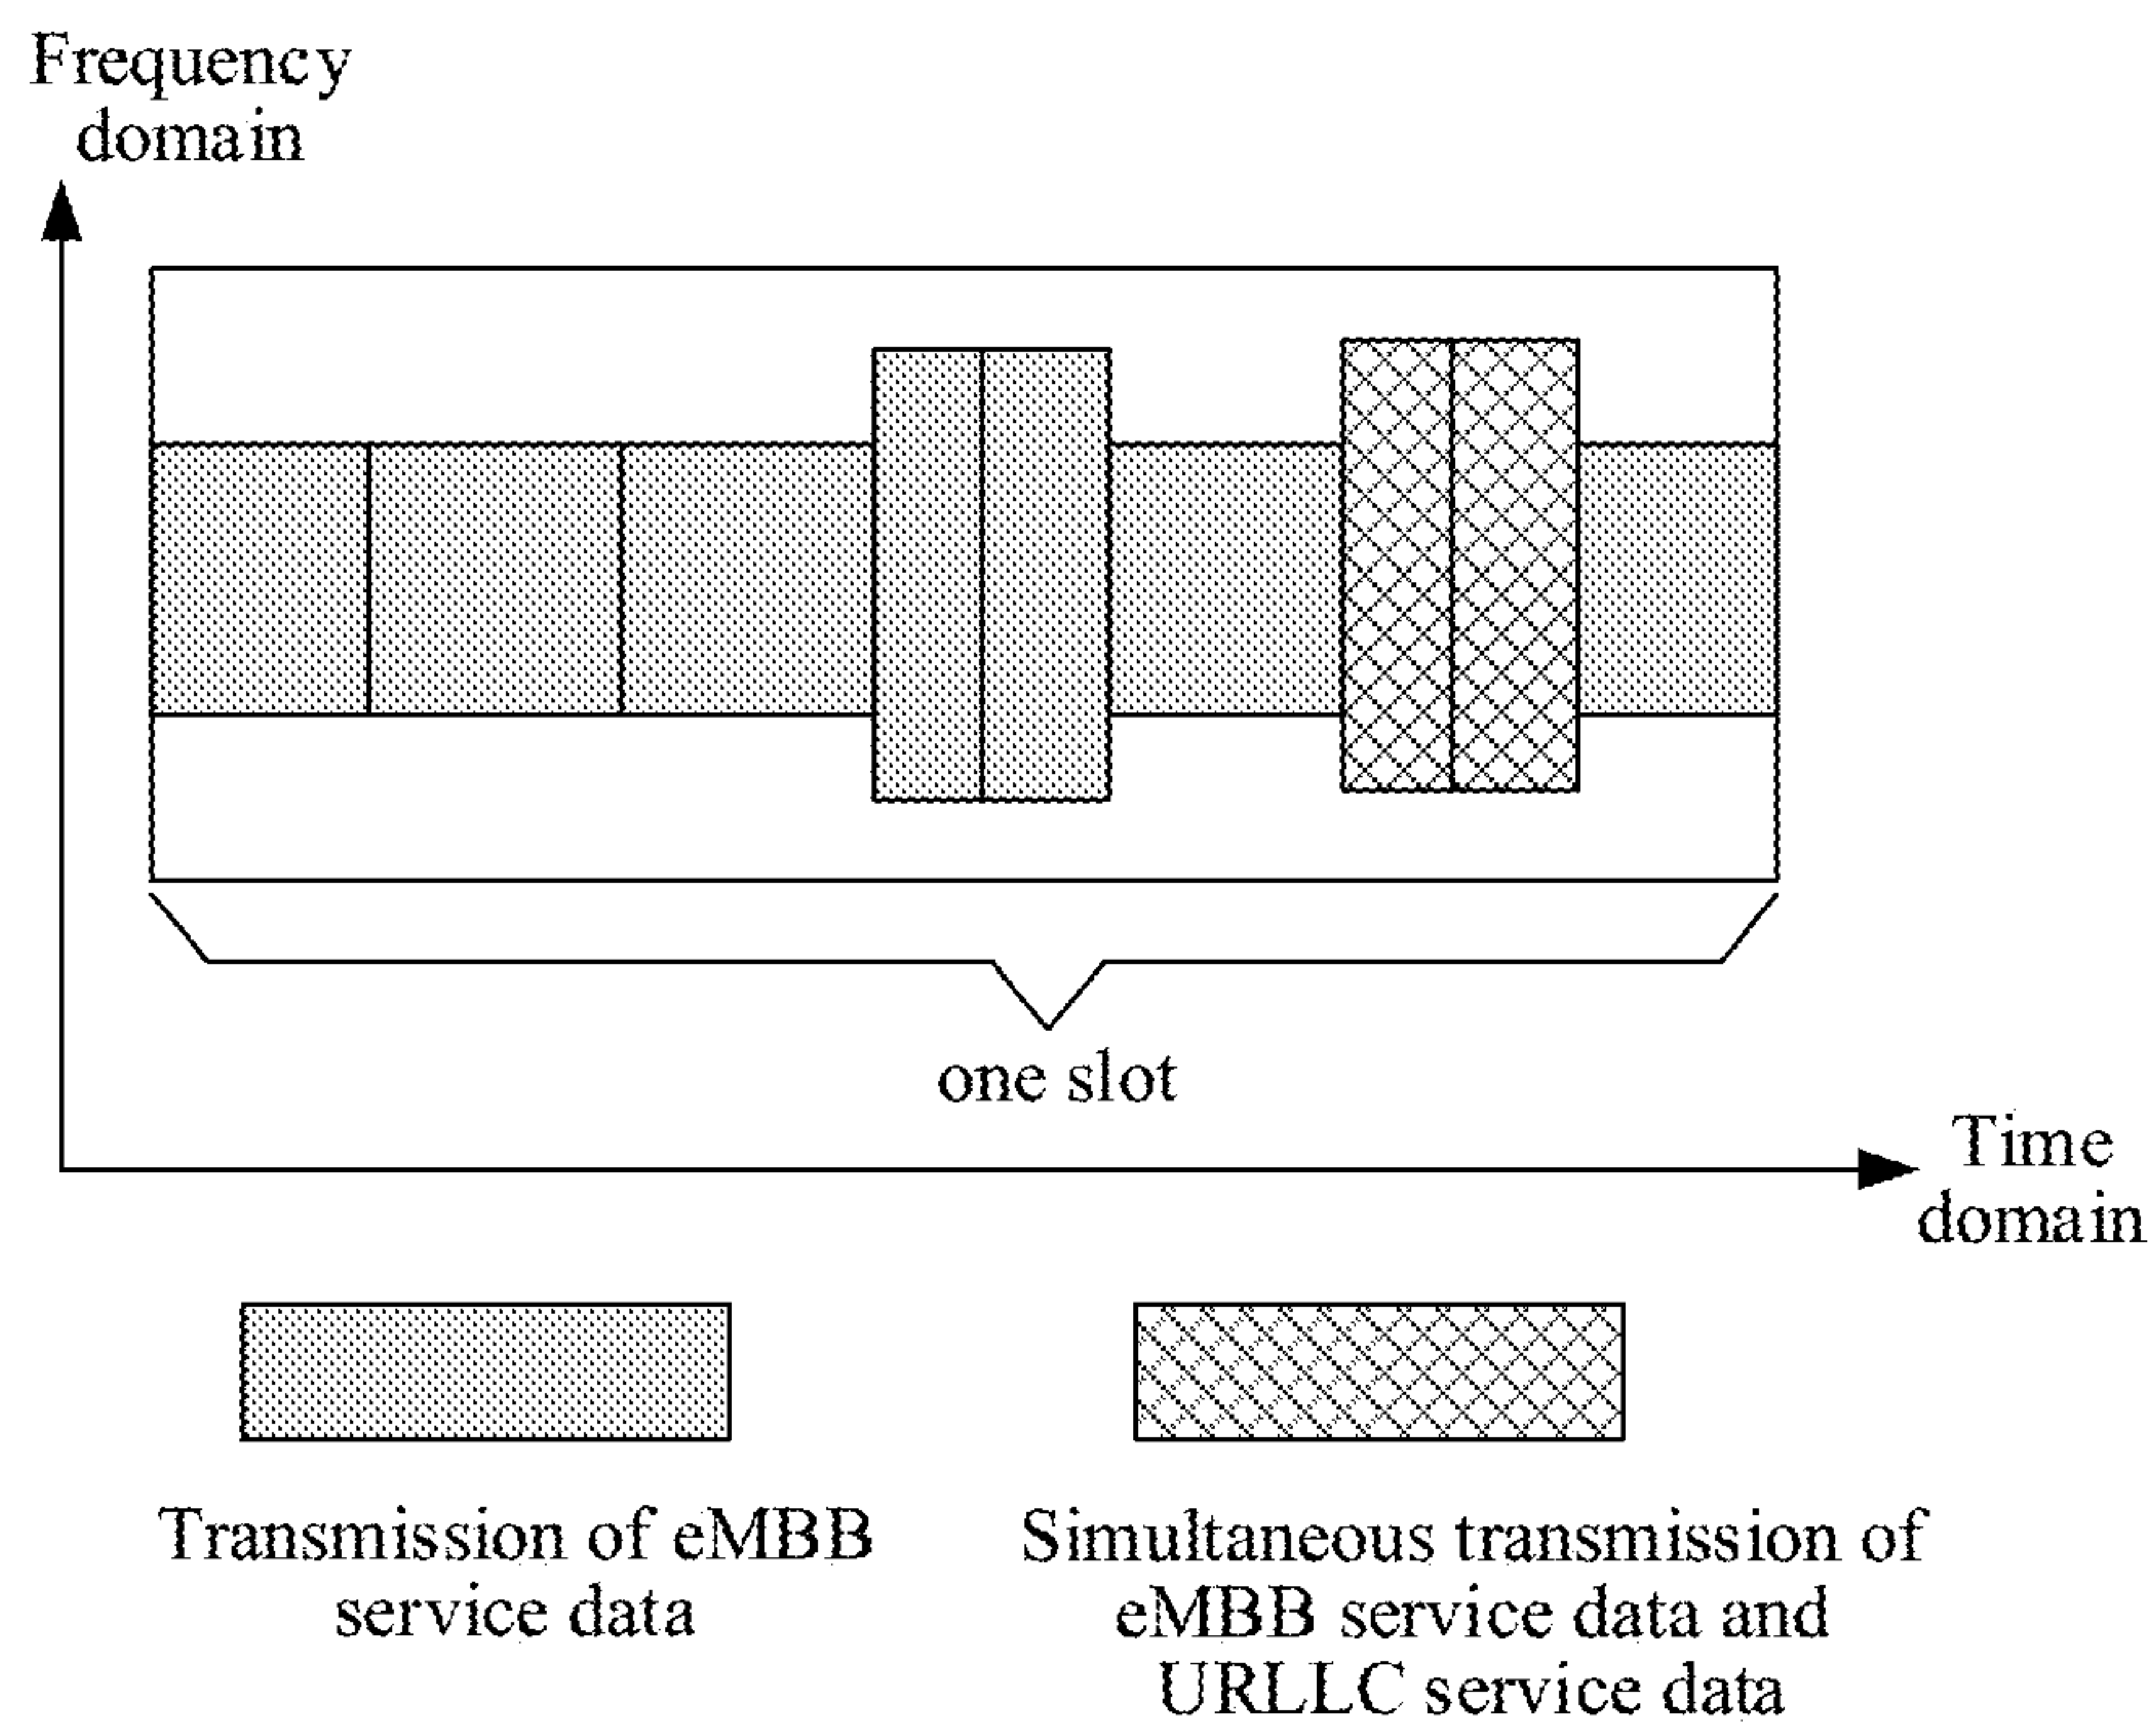 Frequency
domain
one slot
Time
domain
Transmission of eMBB
service data
Simultaneous transmission of
eMBB service data and
URLLC service data